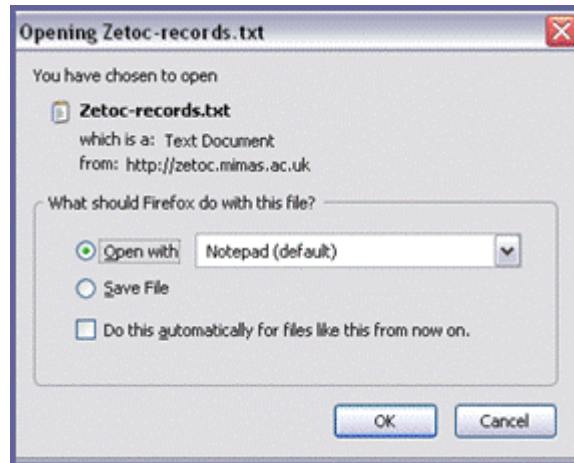 Opening Zetoc-records.txt
You have chosen to open
Zetoc-records.txt
which is a: Text Document
from: http://zetoc.mimas.ac.uk
What should Firefox do with this file?
Open with Notepad (default)
Save File
Do this automatically for files like this from now on.
OK Cancel